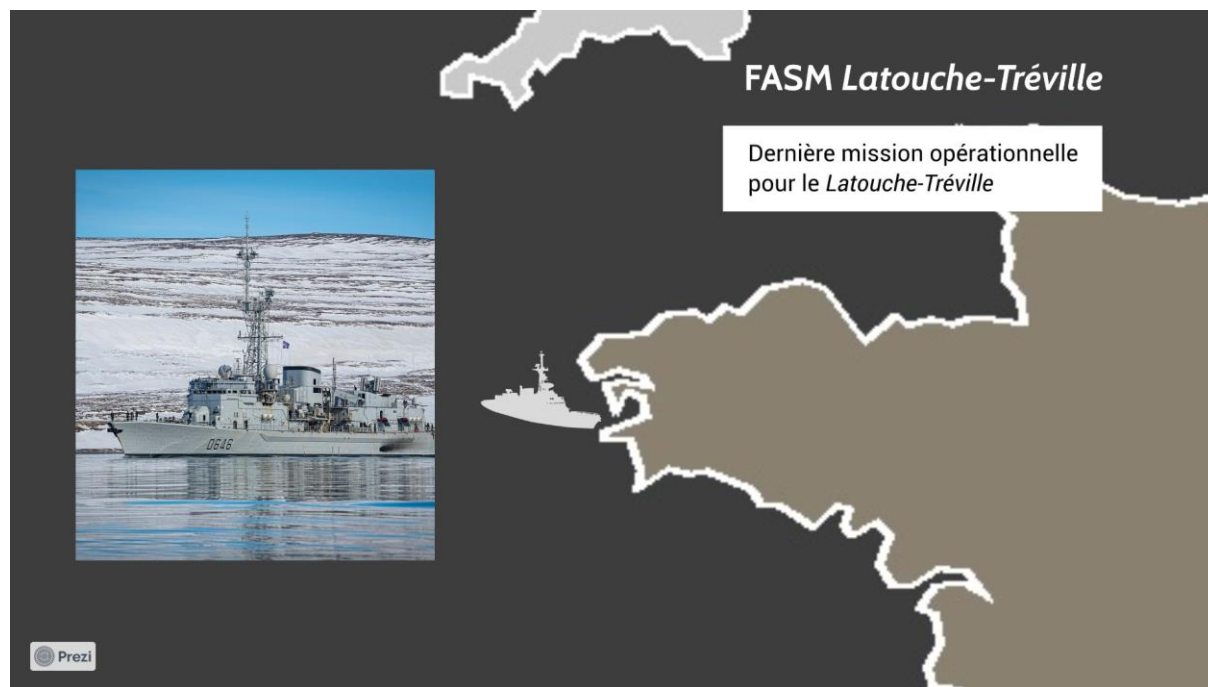 FASM Latouche-Tréville
Dernière mission opérationnelle
pour le Latouche-Tréville
D646
Prezi